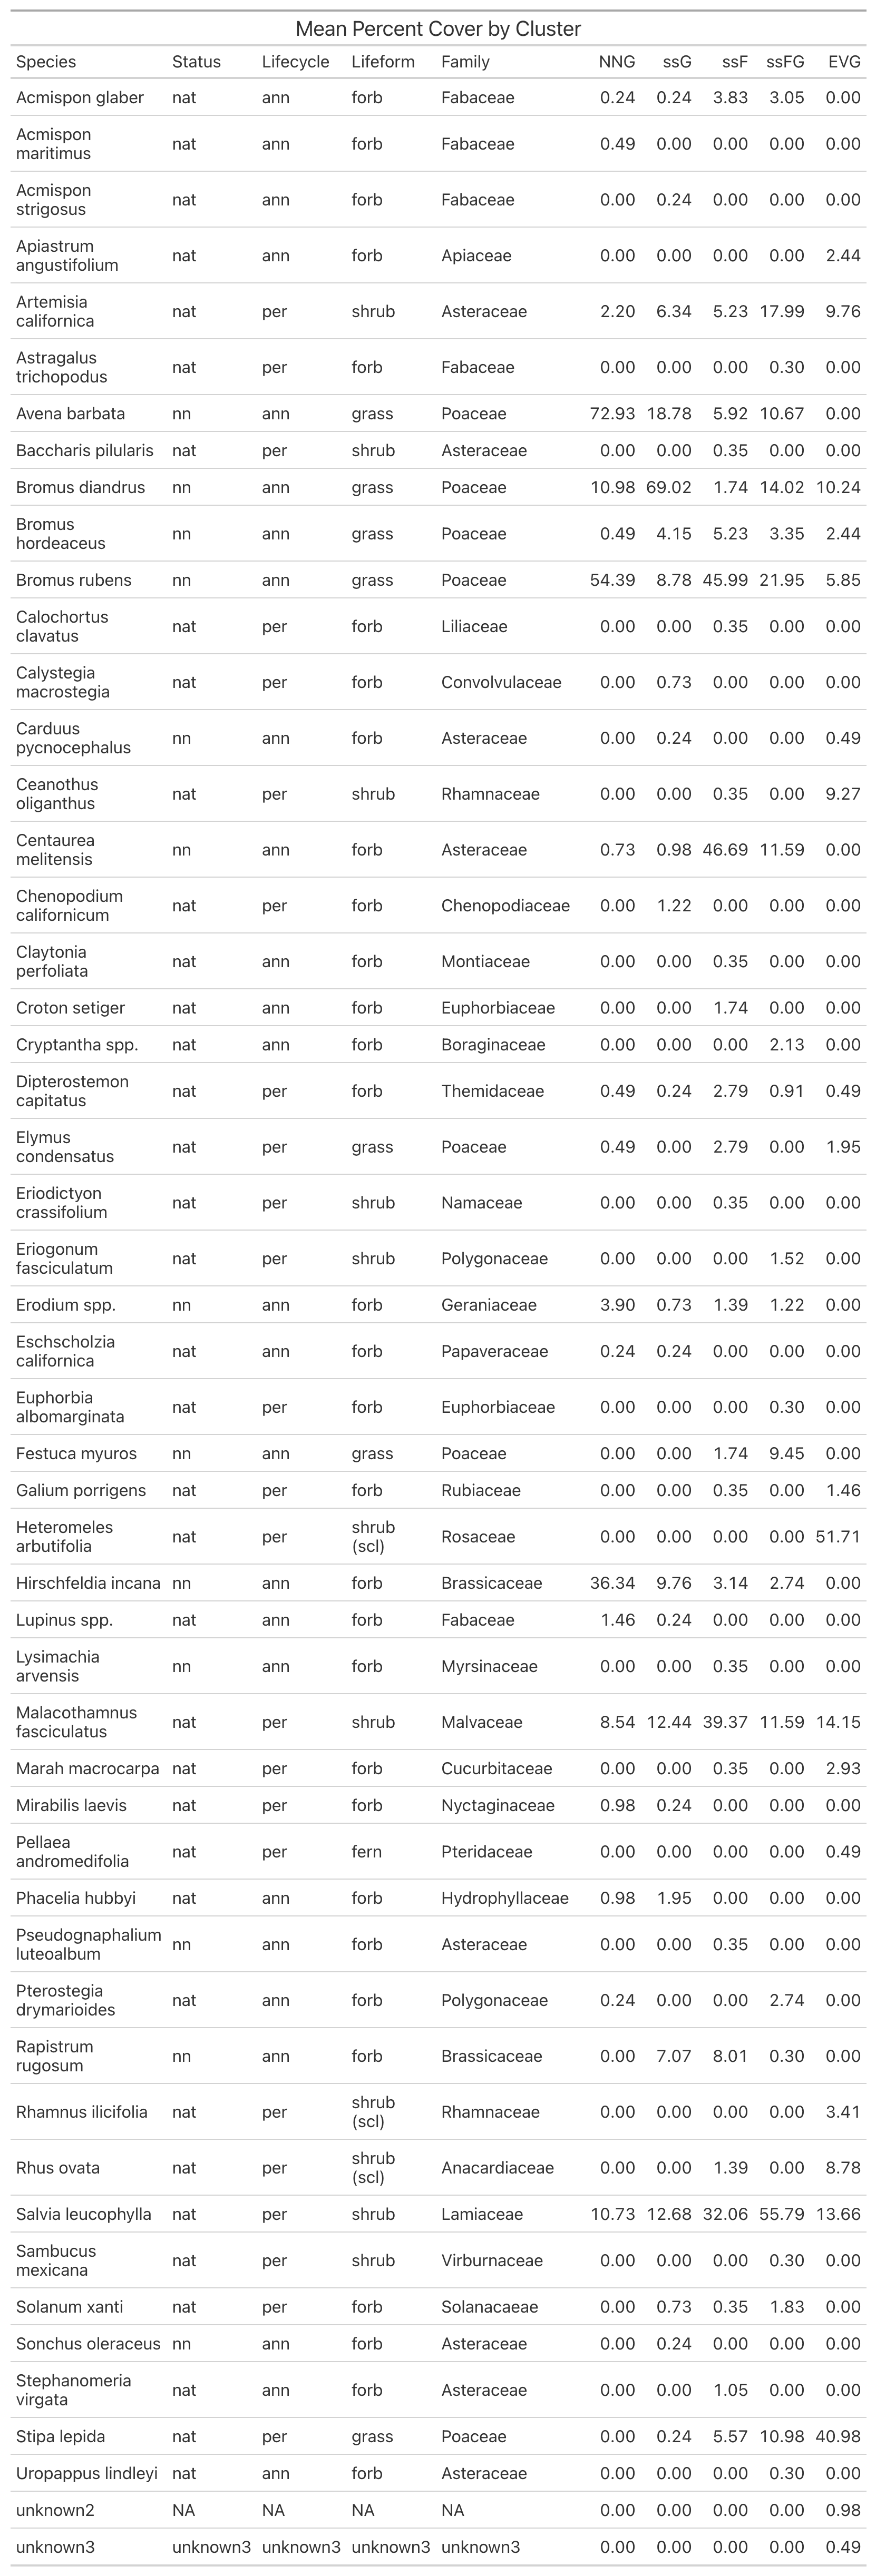 Mean Percent Cover by Cluster
Species Status Lifecycle Lifeform Family NNG ssG ssF ssFG EVG
Acmispon glaber nat ann forb Fabaceae 0.24 0.24 3.83 3.05 0.00
Acmispon maritimus nat ann forb Fabaceae 0.49 0.00 0.00 0.00 0.00
Acmispon strigosus nat ann forb Fabaceae 0.00 0.24 0.00 0.00 0.00
Apiastrum angustifolium nat ann forb Apiaceae 0.00 0.00 0.00 0.00 2.44
Artemisia californica nat per shrub Asteraceae 2.20 6.34 5.23 17.99 9.76
Astragalus trichopodus nat per forb Fabaceae 0.00 0.00 0.00 0.30 0.00
Avena barbata nn ann grass Poaceae 72.93 18.78 5.92 10.67 0.00
Baccharis pilularis nat per shrub Asteraceae 0.00 0.00 0.35 0.00 0.00
Bromus diandrus nn ann grass Poaceae 10.98 69.02 1.74 14.02 10.24
Bromus hordeaceus nn ann grass Poaceae 0.49 4.15 5.23 3.35 2.44
Bromus rubens nn ann grass Poaceae 54.39 8.78 45.99 21.95 5.85
Calochortus clavatus nat per forb Liliaceae 0.00 0.00 0.35 0.00 0.00
Calystegia macrostegia nat per forb Convolvulaceae 0.00 0.73 0.00 0.00 0.00
Carduus pycnocephalus nn ann forb Asteraceae 0.00 0.24 0.00 0.00 0.49
Ceanothus oliganthus nat per shrub Rhamnaceae 0.00 0.00 0.35 0.00 9.27
Centaurea melitensis nn ann forb Asteraceae 0.73 0.98 46.69 11.59 0.00
Chenopodium californicum nat per forb Chenopodiaceae 0.00 1.22 0.00 0.00 0.00
Claytonia perfoliata nat ann forb Montiaceae 0.00 0.00 0.35 0.00 0.00
Croton setiger nat ann forb Euphorbiaceae 0.00 0.00 1.74 0.00 0.00
Cryptantha spp. nat ann forb Boraginaceae 0.00 0.00 0.00 2.13 0.00
Dipterostemon capitatus nat per forb Themidaceae 0.49 0.24 2.79 0.91 0.49
Elymus condensatus nat per grass Poaceae 0.49 0.00 2.79 0.00 1.95
Eriodictyon crassifolium nat per shrub Namaceae 0.00 0.00 0.35 0.00 0.00
Eriogonum fasciculatum nat per shrub Polygonaceae 0.00 0.00 0.00 1.52 0.00
Erodium spp. nn ann forb Geraniaceae 3.90 0.73 1.39 1.22 0.00
Eschscholzia californica nat ann forb Papaveraceae 0.24 0.24 0.00 0.00 0.00
Euphorbia albomarginata nat per forb Euphorbiaceae 0.00 0.00 0.00 0.30 0.00
Festuca myuros nn ann grass Poaceae 0.00 0.00 1.74 9.45 0.00
Galium porrigens nat per forb Rubiaceae 0.00 0.00 0.35 0.00 1.46
Heteromeles arbutifolia nat per shrub (scl) Rosaceae 0.00 0.00 0.00 0.00 51.71
Hirschfeldia incana nn ann forb Brassicaceae 36.34 9.76 3.14 2.74 0.00
Lupinus spp. nat ann forb Fabaceae 1.46 0.24 0.00 0.00 0.00
Lysimachia arvensis nn ann forb Myrsinaceae 0.00 0.00 0.35 0.00 0.00
Malacothamnus fasciculatus nat per shrub Malvaceae 8.54 12.44 39.37 11.59 14.15
Marah macrocarpa nat per forb Cucurbitaceae 0.00 0.00 0.35 0.00 2.93
Mirabilis laevis nat per forb Nyctaginaceae 0.98 0.24 0.00 0.00 0.00
Pellaea andromedifolia nat per fern Pteridaceae 0.00 0.00 0.00 0.00 0.49
Phacelia hubbyi nat ann forb Hydrophyllaceae 0.98 1.95 0.00 0.00 0.00
Pseudognaphalium luteoalbum nn ann forb Asteraceae 0.00 0.00 0.35 0.00 0.00
Pterostegia drymarioides nat ann forb Polygonaceae 0.24 0.00 0.00 2.74 0.00
Rapistrum rugosum nn ann forb Brassicaceae 0.00 7.07 8.01 0.30 0.00
Rhamnus ilicifolia nat per shrub (scl) Rhamnaceae 0.00 0.00 0.00 0.00 3.41
Rhus ovata nat per shrub (scl) Anacardiaceae 0.00 0.00 1.39 0.00 8.78
Salvia leucophylla nat per shrub Lamiaceae 10.73 12.68 32.06 55.79 13.66
Sambucus mexicana nat per shrub Virburnaceae 0.00 0.00 0.00 0.30 0.00
Solanum xanti nat per forb Solanacaeae 0.00 0.73 0.35 1.83 0.00
Sonchus oleraceus nn ann forb Asteraceae 0.00 0.24 0.00 0.00 0.00
Stephanomeria virgata nat ann forb Asteraceae 0.00 0.00 1.05 0.00 0.00
Stipa lepida nat per grass Poaceae 0.00 0.24 5.57 10.98 40.98
Uropappus lindleyi nat ann forb Asteraceae 0.00 0.00 0.00 0.30 0.00
unknown2 NA NA NA NA 0.00 0.00 0.00 0.00 0.98
unknown3 unknown3 unknown3 unknown3 unknown3 0.00 0.00 0.00 0.00 0.49